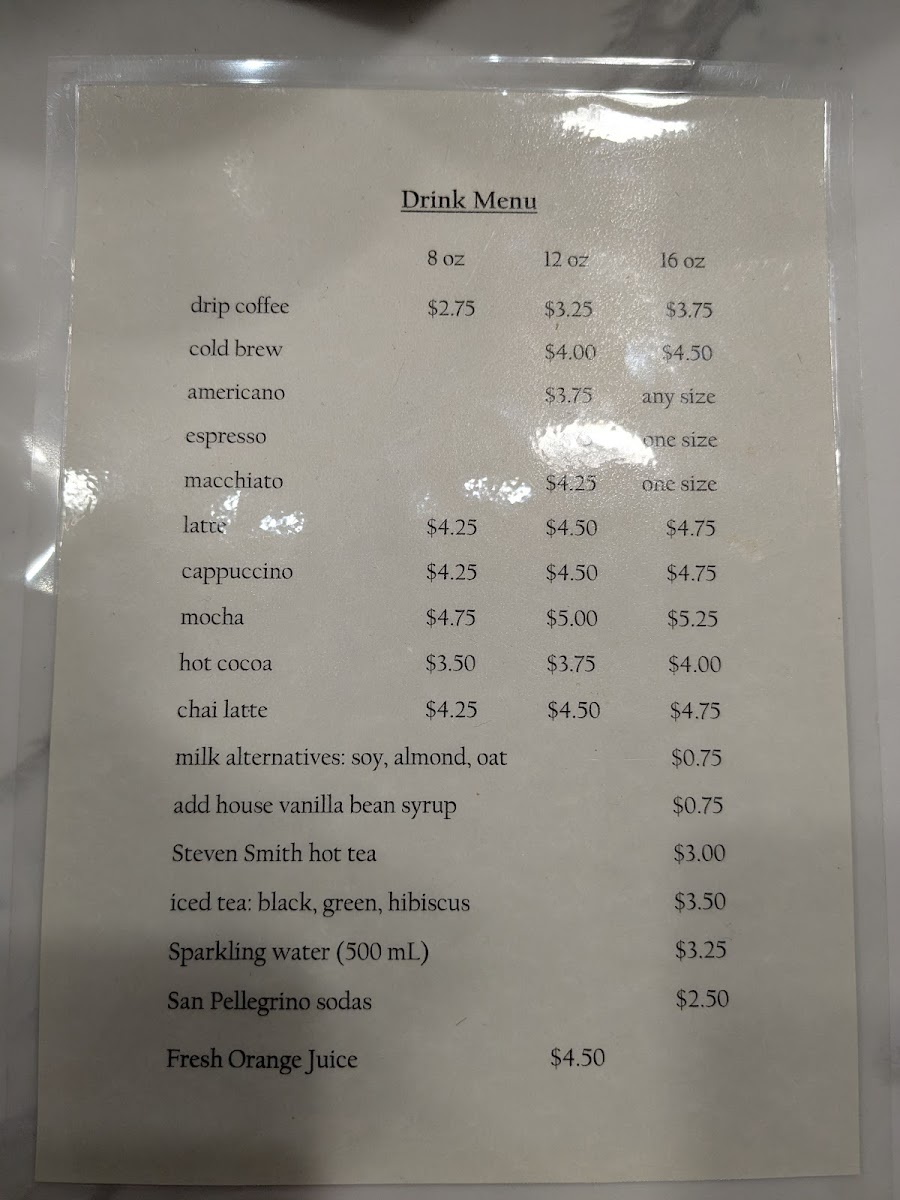 Drink Menu
8 oz 12 oz 16 oz
drip coffee $2.75 $3.25 $3.75
cold brew $4.00 $4.50
americano $3.75 any size
espresso one size
macchiato $4.25 one size
latte $4.25 $4.50 $4.75
cappuccino $4.25 $4.50 $4.75
mocha $4.75 $5.00 $5.25
hot cocoa $3.50 $3.75 $4.00
chai latte $4.25 $4.50 $4.75
milk alternatives: soy, almond, oat $0.75
add house vanilla bean syrup $0.75
Steven Smith hot tea $3.00
iced tea: black, green, hibiscus $3.50
Sparkling water (500 mL) $3.25
San Pellegrino sodas $2.50
Fresh Orange Juice $4.50